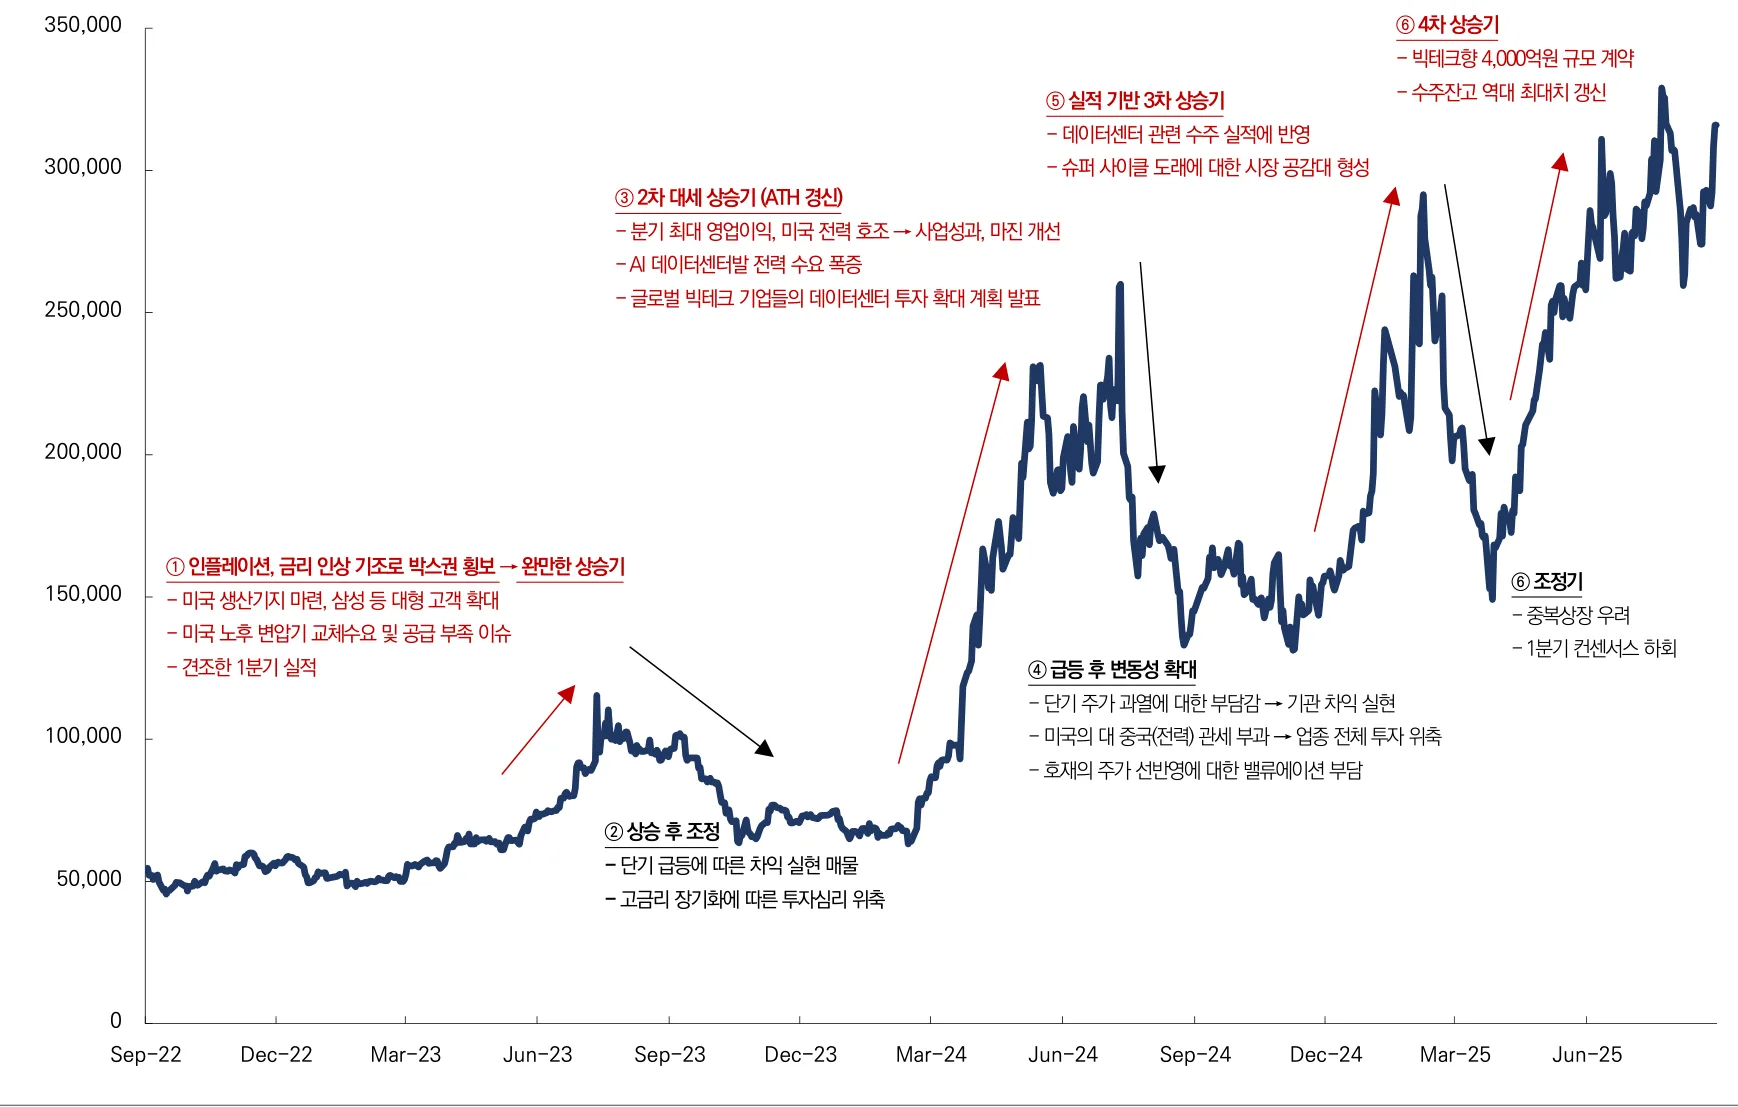 350,000
300,000
250,000
200,000
150,000
100,000
50,000
0
⑥ 4차 상승기
- 빅테크향 4,000억원 규모 계약
- 수주잔고 역대 최대치 갱신
⑤ 실적 기반 3차 상승기
- 데이터센터 관련 수주 실적에 반영
- 슈퍼 사이클 도래에 대한 시장 공감대 형성
③ 2차 대세 상승기 (ATH 경신)
- 분기 최대 영업이익, 미국 전력 호조 → 사업성과, 마진 개선
- AI 데이터센터발 전력 수요 폭증
- 글로벌 빅테크 기업들의 데이터센터 투자 확대 계획 발표
① 인플레이션, 금리 인상 기조로 박스권 횡보 → 완만한 상승기
- 미국 생산기지 마련, 삼성 등 대형 고객 확대
- 미국 노후 변압기 교체수요 및 공급 부족 이슈
- 견조한 1분기 실적
⑥ 조정기
- 중복상장 우려
- 1분기 컨센서스 하회
④ 급등 후 변동성 확대
- 단기 주가 과열에 대한 부담감 → 기관 차익 실현
- 미국의 대 중국(전력) 관세 부과 → 업종 전체 투자 위축
- 호재의 주가 선반영에 대한 밸류에이션 부담
② 상승 후 조정
- 단기 급등에 따른 차익 실현 매물
- 고금리 장기화에 따른 투자심리 위축
Sep-22 Dec-22 Mar-23 Jun-23 Sep-23 Dec-23 Mar-24 Jun-24 Sep-24 Dec-24 Mar-25 Jun-25